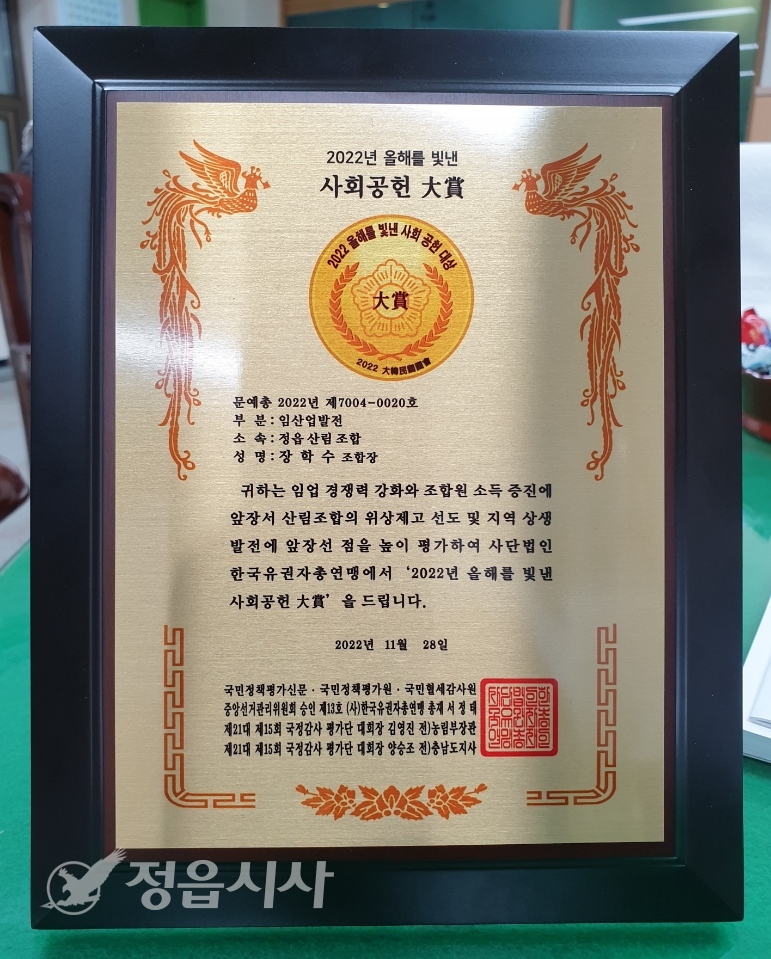 2022년 올해를 빛낸
사회공헌 大賞
2022 올해를 빛낸 사회 공헌 대상
大賞
2022 大韓民國國會
문예총 2022년 제7004-0020호
부 분 : 임산업발전
소 속 : 정읍 산림 조합
성 명 : 장 학 수 조합장
귀하는 임업 경쟁력 강화와 조합원 소득 증진에
앞장서 산림조합의 위상제고 선도 및 지역 상생
발전에 앞장선 점을 높이 평가하여 사단법인
한국유권자총연맹에서 ‘2022년 올해를 빛낸
사회공헌 大賞’ 을 드립니다.
2022년 11월 28일
국민정책평가신문 · 국민정책평가원 · 국민혈세감사원
중앙선거관리위원회 승인 제13호 (사)한국유권자총연맹 총재 서 정 태
제21대 제15회 국정감사 평가단 대회장 김영진 전)농림부장관
제21대 제15회 국정감사 평가단 대회장 양승조 전)충남도지사
정읍시사